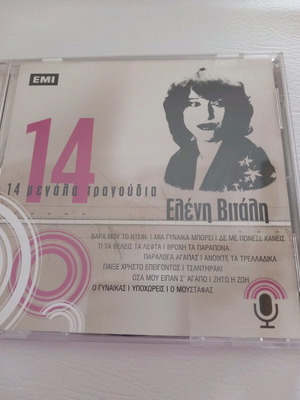 EMI
14
14 μεγάλα τραγούδια
Ελένη Βιτάλη
ΒΑΡΑ ΜΟΥ ΤΟ ΝΤΕΦΙ | ΜΙΑ ΓΥΝΑΙΚΑ ΜΠΟΡΕΙ | ΔΕ ΜΕ ΠΟΝΕΣΕ ΚΑΝΕΙΣ
ΤΙ ΤΑ ΘΕΛΕΙΣ ΤΑ ΛΕΦΤΑ | ΒΡΟΧΗ ΤΑ ΠΑΡΑΠΟΝΑ
ΠΑΡΑΛΟΓΑ ΑΓΑΠΑΣ | ΑΝΟΙΧΤΕ ΤΑ ΤΡΕΛΛΑΔΙΚΑ
ΠΑΙΞΕ ΧΡΗΣΤΟ ΕΠΕΙΓΟΝΤΩΣ | ΤΣΑΝΤΗΡΑΚΙ
ΟΣΑ ΜΟΥ ΕΙΠΑΝ Σ' ΑΓΑΠΩ | ΖΗΤΩ Η ΖΩΗ
Ο ΓΥΝΑΙΚΑΣ | ΥΠΟΧΩΡΕΙΣ | Ο ΜΟΥΣΤΑΦΑΣ